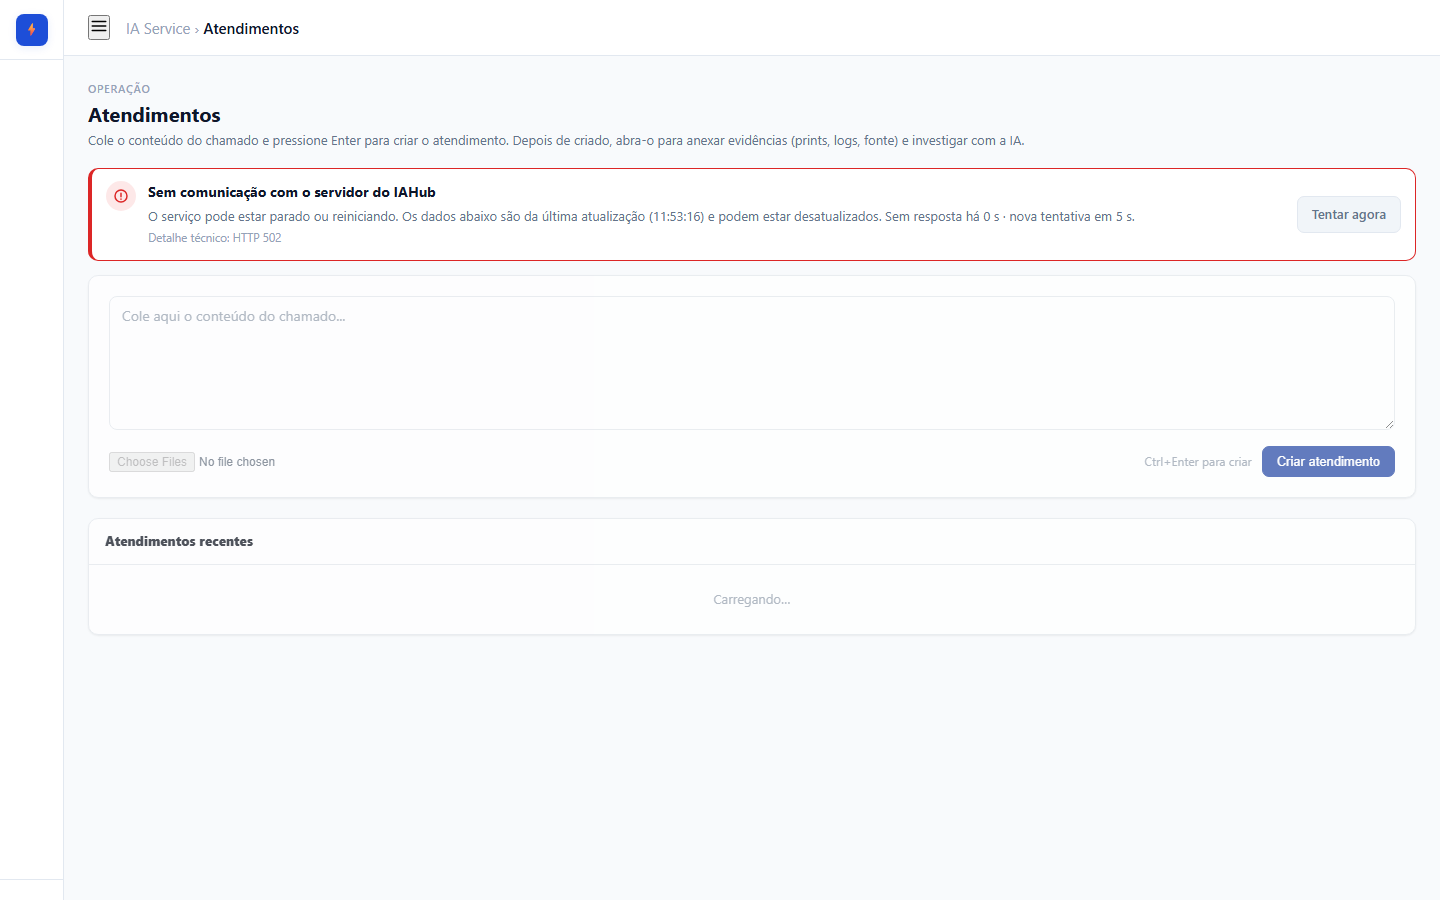 IA Service › Atendimentos
OPERAÇÃO
Atendimentos
Cole o conteúdo do chamado e pressione Enter para criar o atendimento. Depois de criado, abra-o para anexar evidências (prints, logs, fonte) e investigar com a IA.
Sem comunicação com o servidor do IAHub
O serviço pode estar parado ou reiniciando. Os dados abaixo são da última atualização (11:53:16) e podem estar desatualizados. Sem resposta há 0 s · nova tentativa em 5 s.
Detalhe técnico: HTTP 502
Tentar agora
Cole aqui o conteúdo do chamado...
Choose Files No file chosen
Ctrl+Enter para criar
Criar atendimento
Atendimentos recentes
Carregando...